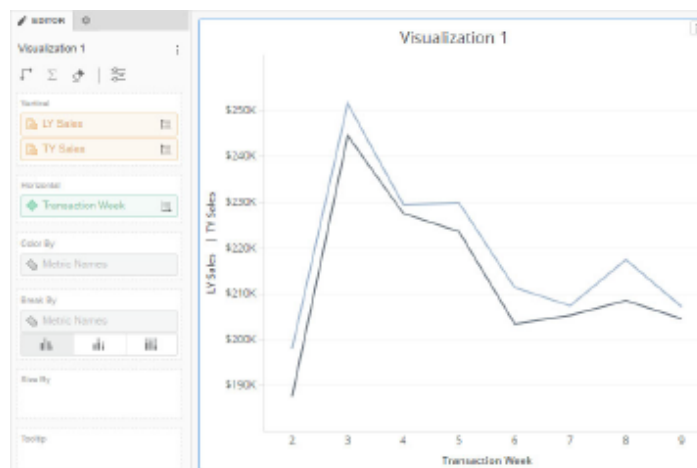 EDITOR
Visualization 1
Vertical
LY Sales
TY Sales
Horizontal
Transaction Week
Color By
Metric Names
Break By
Metric Names
Size By
Tooltip
Visualization 1
$250K
$240K
$230K
$220K
$210K
$200K
$190K
LY Sales | TY Sales
2 3 4 5 6 7 8 9
Transaction Week